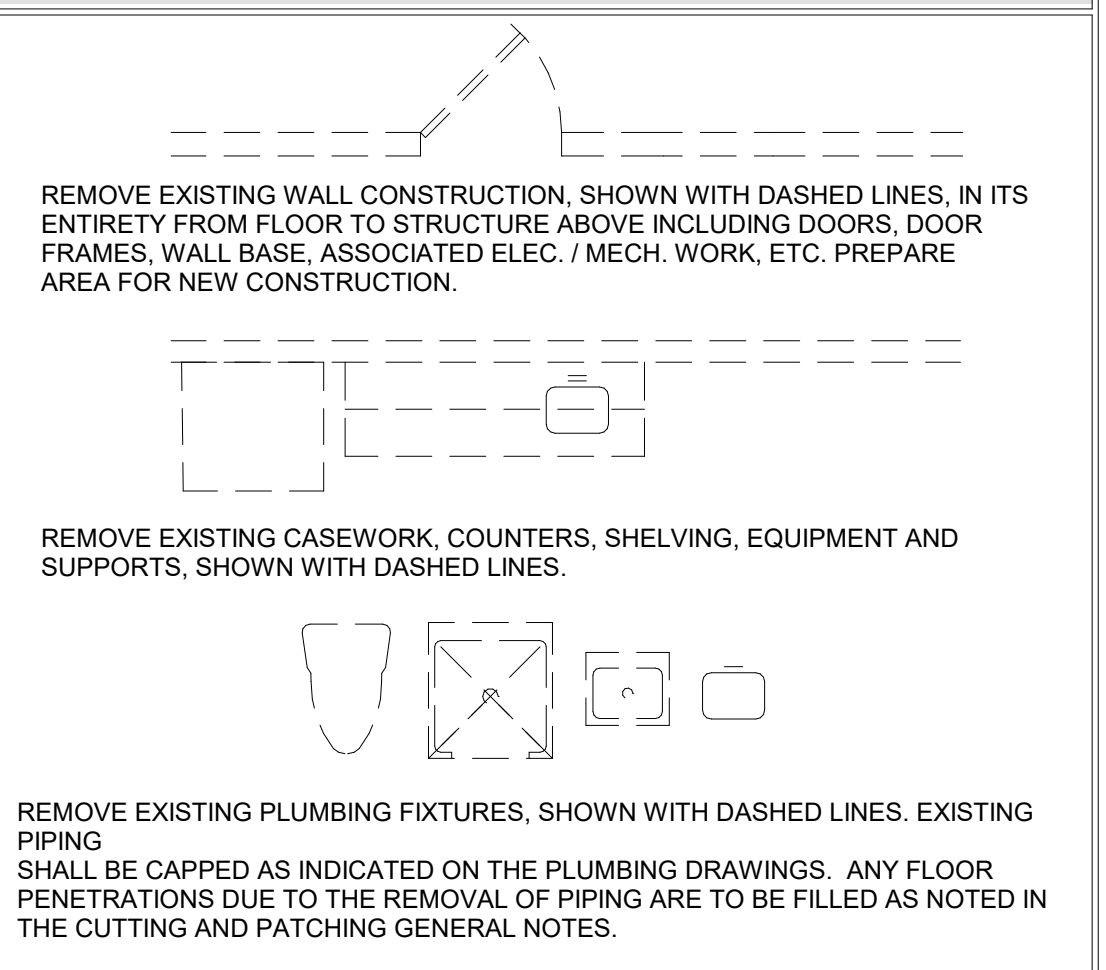 REMOVE EXISTING WALL CONSTRUCTION, SHOWN WITH DASHED LINES, IN ITS
ENTIRETY FROM FLOOR TO STRUCTURE ABOVE INCLUDING DOORS, DOOR
FRAMES, WALL BASE, ASSOCIATED ELEC. / MECH. WORK, ETC. PREPARE
AREA FOR NEW CONSTRUCTION.
REMOVE EXISTING CASEWORK, COUNTERS, SHELVING, EQUIPMENT AND
SUPPORTS, SHOWN WITH DASHED LINES.
REMOVE EXISTING PLUMBING FIXTURES, SHOWN WITH DASHED LINES. EXISTING
PIPING
SHALL BE CAPPED AS INDICATED ON THE PLUMBING DRAWINGS.  ANY FLOOR
PENETRATIONS DUE TO THE REMOVAL OF PIPING ARE TO BE FILLED AS NOTED IN
THE CUTTING AND PATCHING GENERAL NOTES.